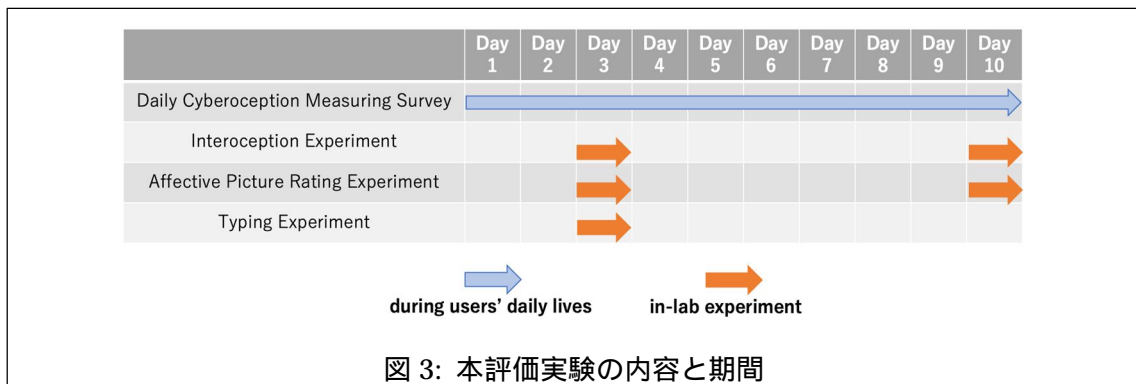 Day Day Day Day Day Day Day Day Day Day
1 2 3 4 5 6 7 8 9 10
Daily Cyberoception Measuring Survey
Interoception Experiment
Affective Picture Rating Experiment
Typing Experiment
during users’ daily lives in-lab experiment
図 3: 本評価実験の内容と期間